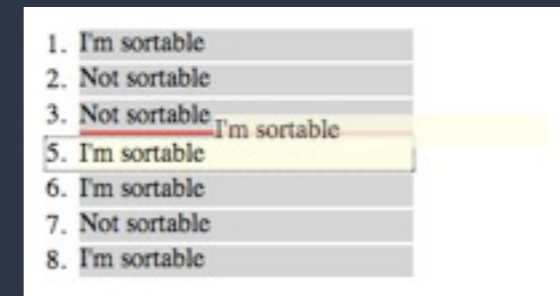 1. I'm sortable
2. Not sortable
3. Not sortable
I'm sortable
5. I'm sortable
6. I'm sortable
7. Not sortable
8. I'm sortable